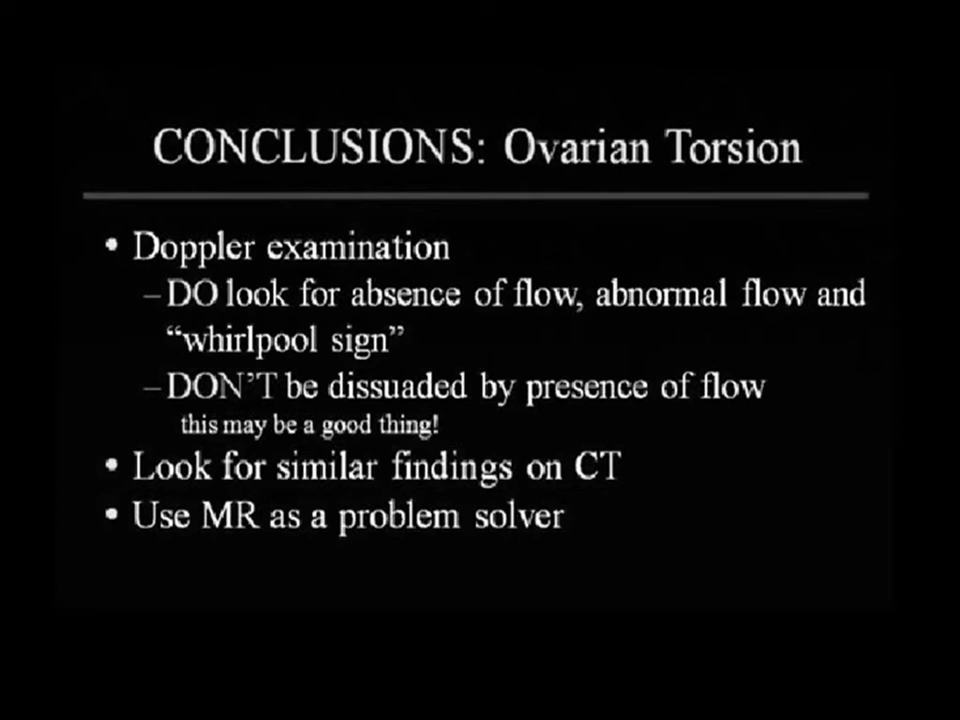 CONCLUSIONS: Ovarian Torsion
• Doppler examination
–DO look for absence of flow, abnormal flow and
“whirlpool sign”
–DON’T be dissuaded by presence of flow
this may be a good thing!
• Look for similar findings on CT
• Use MR as a problem solver